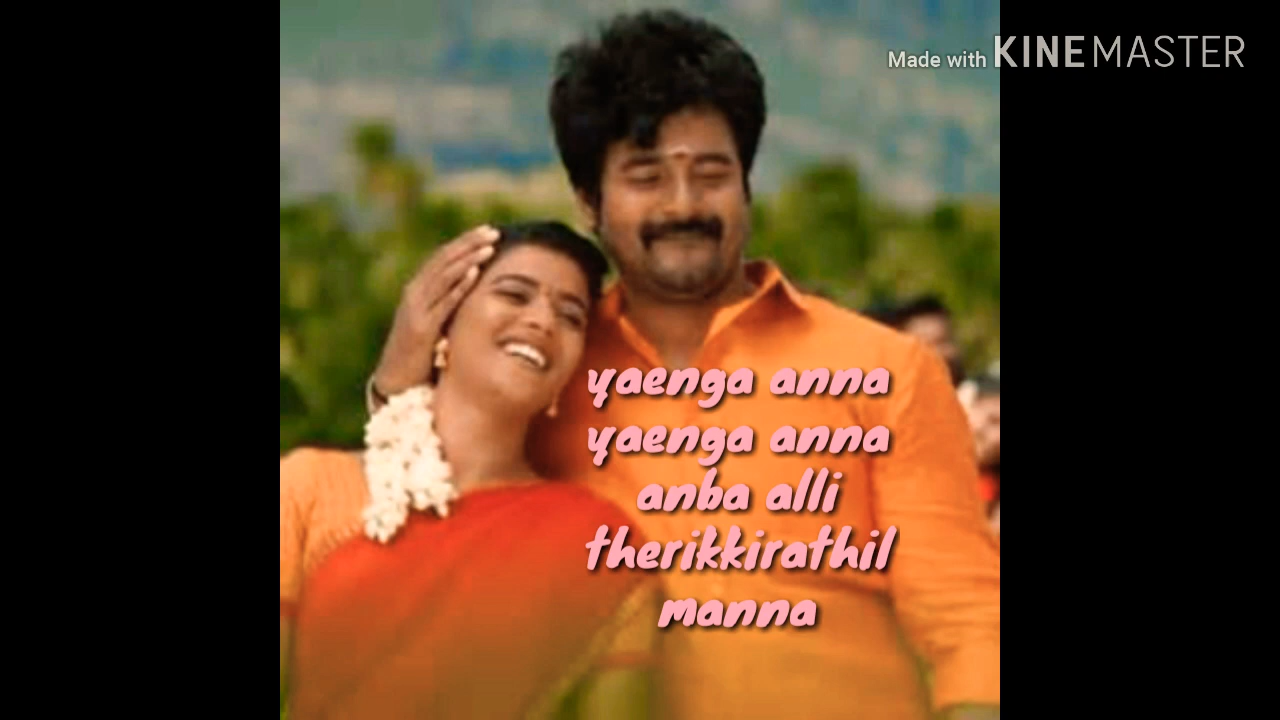 Made with KINEMASTER
yaenga anna
yaenga anna
anba alli
therikkirathil
manna